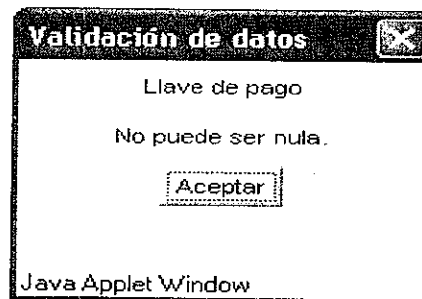 Validación de datos
Llave de pago
No puede ser nula.
Aceptar
Java Applet Window